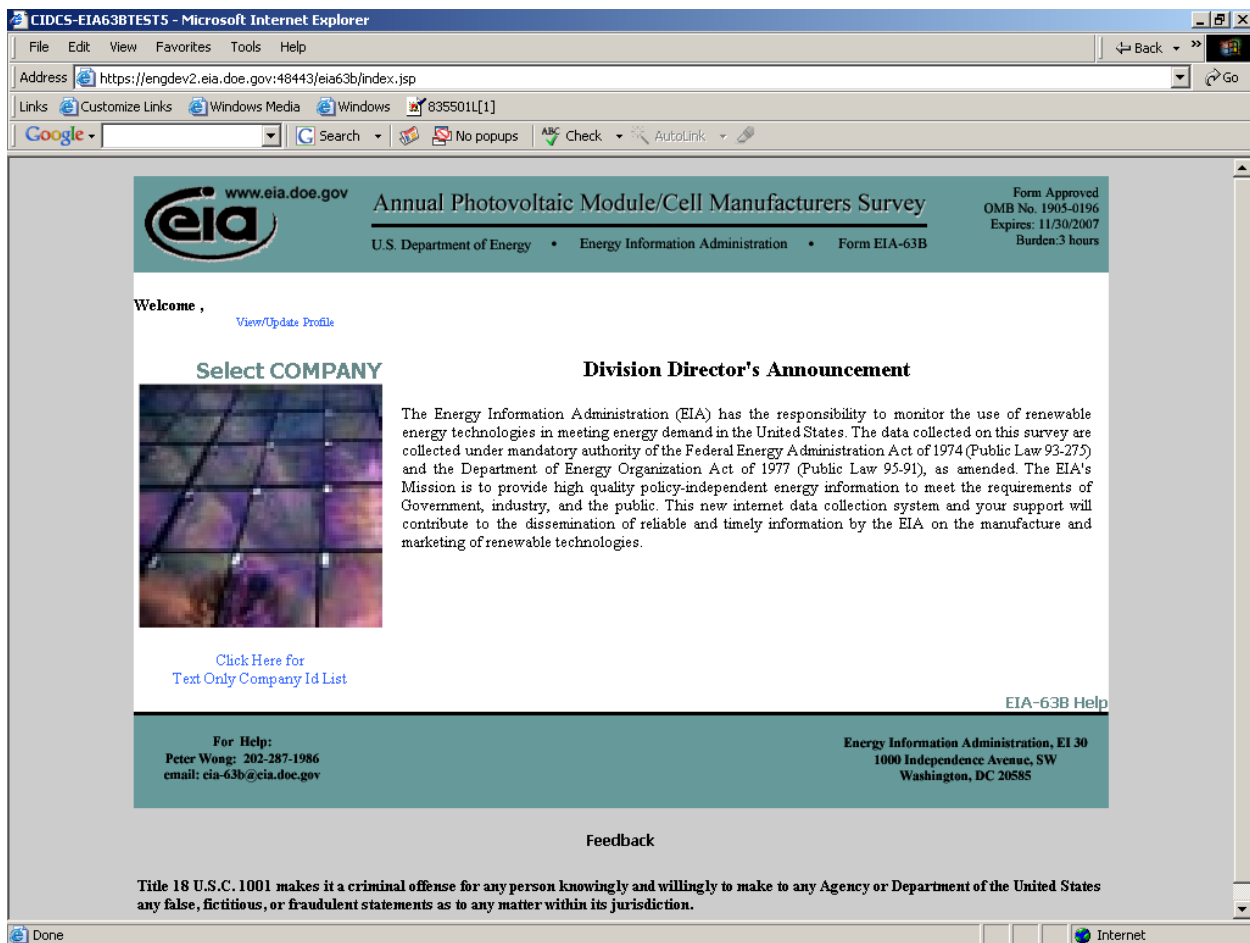 CIDCS-EIA63BTEST5 - Microsoft Internet Explorer
File Edit View Favorites Tools Help
Back »
Address https://engdev2.eia.doe.gov:48443/eia63b/index.jsp
Go
Links Customize Links Windows Media Windows 835501L[1]
Google Search No popups ABC Check AutoLink
eia
www.eia.doe.gov
Annual Photovoltaic Module/Cell Manufacturers Survey
U.S. Department of Energy • Energy Information Administration • Form EIA-63B
Form Approved
OMB No. 1905-0196
Expires: 11/30/2007
Burden:3 hours
Welcome ,
View/Update Profile
Select COMPANY
Click Here for
Text Only Company Id List
Division Director's Announcement
The Energy Information Administration (EIA) has the responsibility to monitor the use of renewable
energy technologies in meeting energy demand in the United States. The data collected on this survey are
collected under mandatory authority of the Federal Energy Administration Act of 1974 (Public Law 93-275)
and the Department of Energy Organization Act of 1977 (Public Law 95-91), as amended. The EIA's
Mission is to provide high quality policy-independent energy information to meet the requirements of
Government, industry, and the public. This new internet data collection system and your support will
contribute to the dissemination of reliable and timely information by the EIA on the manufacture and
marketing of renewable technologies.
EIA-63B Help
For Help:
Peter Wong: 202-287-1986
email: eia-63b@eia.doe.gov
Energy Information Administration, EI 30
1000 Independence Avenue, SW
Washington, DC 20585
Feedback
Title 18 U.S.C. 1001 makes it a criminal offense for any person knowingly and willingly to make to any Agency or Department of the United States
any false, fictitious, or fraudulent statements as to any matter within its jurisdiction.
Done
Internet